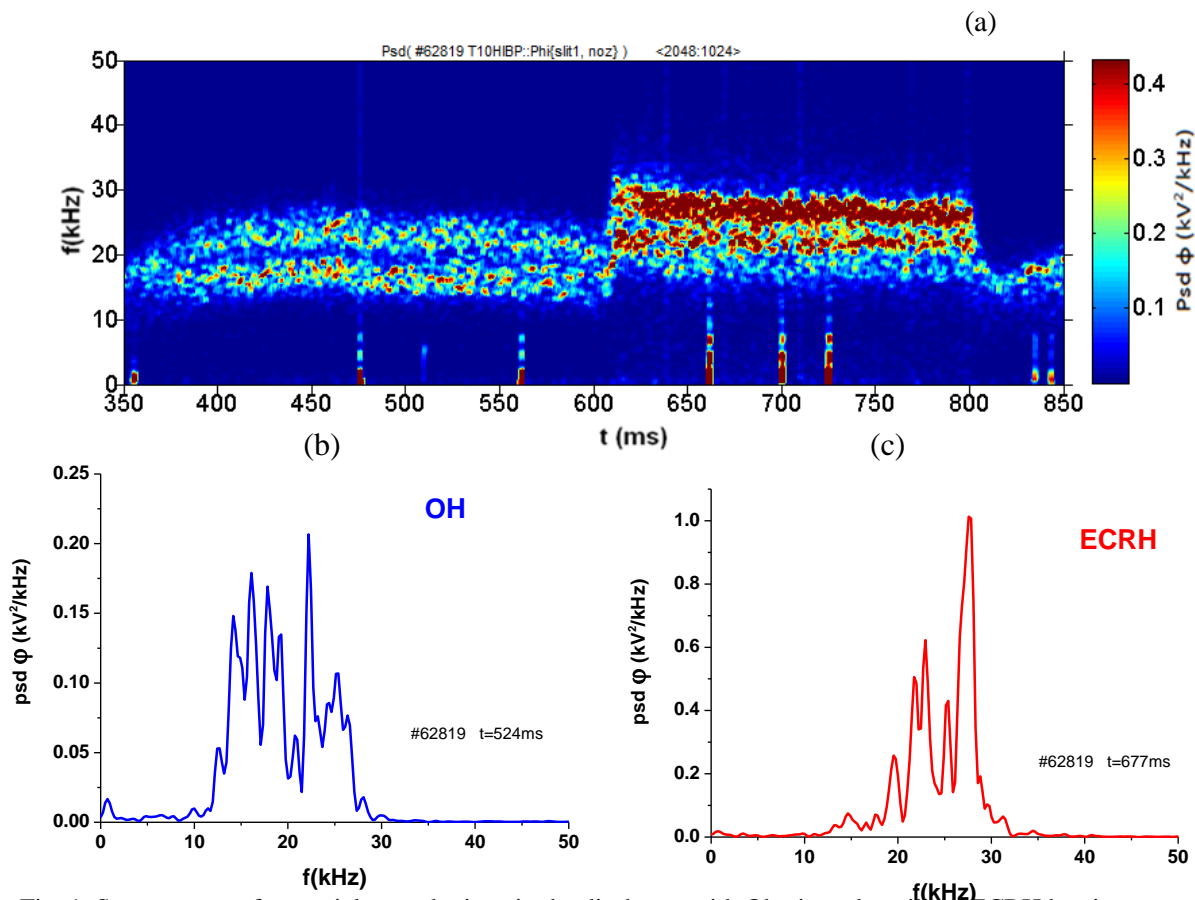 (a)
Psd( #62819 T10HIBP::Phi{slit1, noz} ) <2048:1024>
50
40
30
20
10
0
f(kHz)
350 400 450 500 550 600 650 700 750 800 850
t (ms)
0.4
0.3
0.2
0.1
Psd ϕ (kV²/kHz)
(b)
0.25
0.20
0.15
0.10
0.05
0.00
psd φ (kV²/kHz)
OH
#62819 t=524ms
0 10 20 30 40 50
f(kHz)
(c)
1.0
0.8
0.6
0.4
0.2
0.0
psd φ (kV²/kHz)
ECRH
#62819 t=677ms
0 10 20 30 40 50
f(kHz)